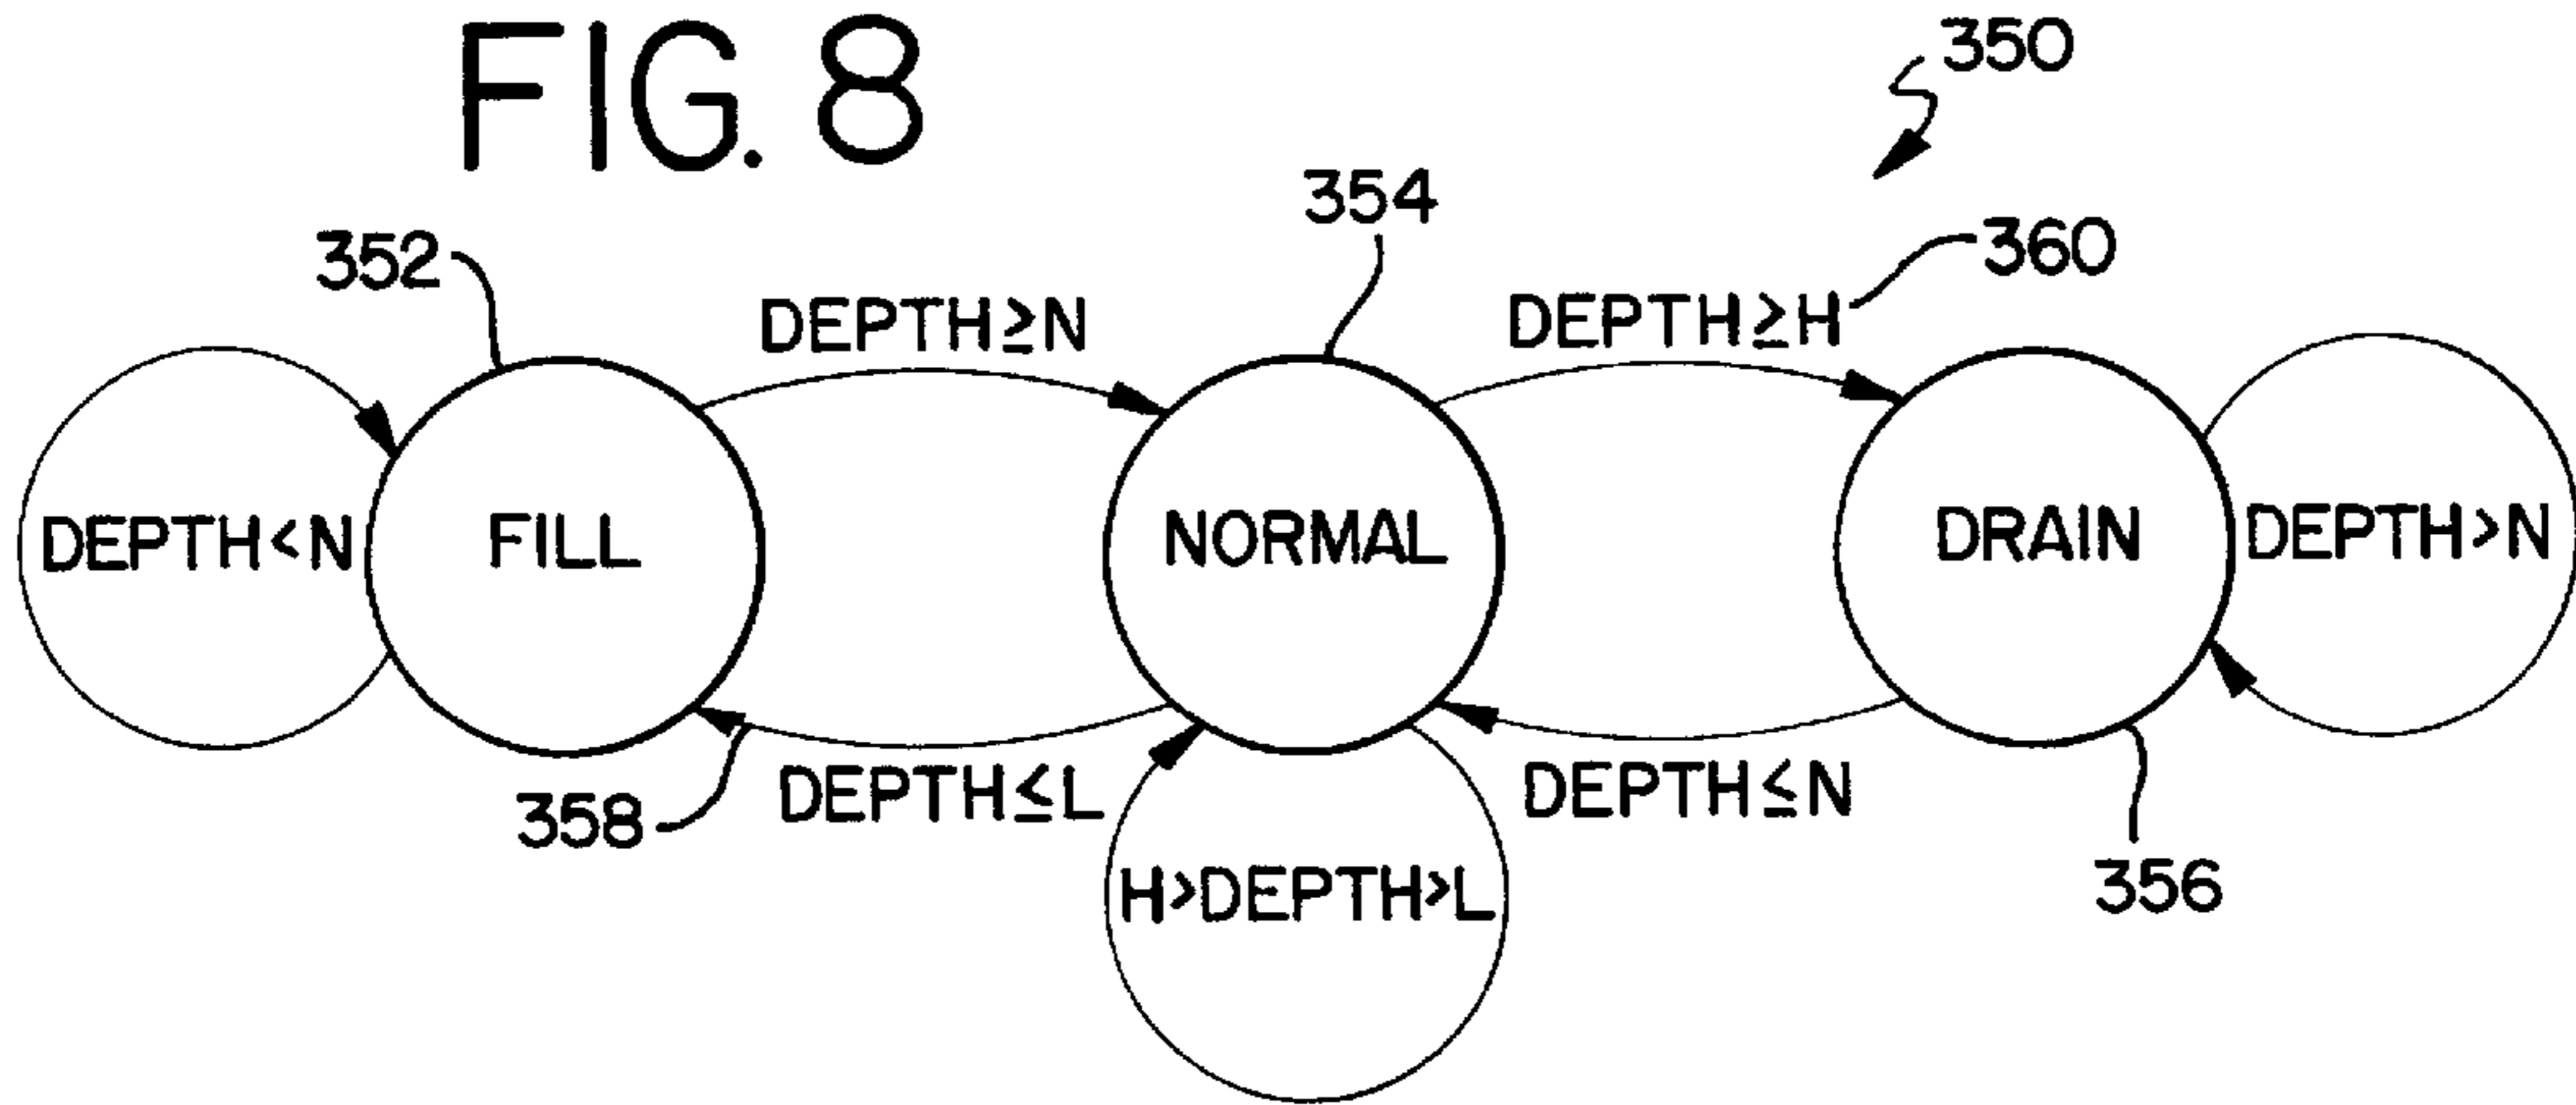 FIG. 8
350
354
352
360
DEPTH≥N
DEPTH≥H
DEPTH<N
FILL
NORMAL
DRAIN
DEPTH>N
358
DEPTH≤L
DEPTH≤N
H>DEPTH>L
356